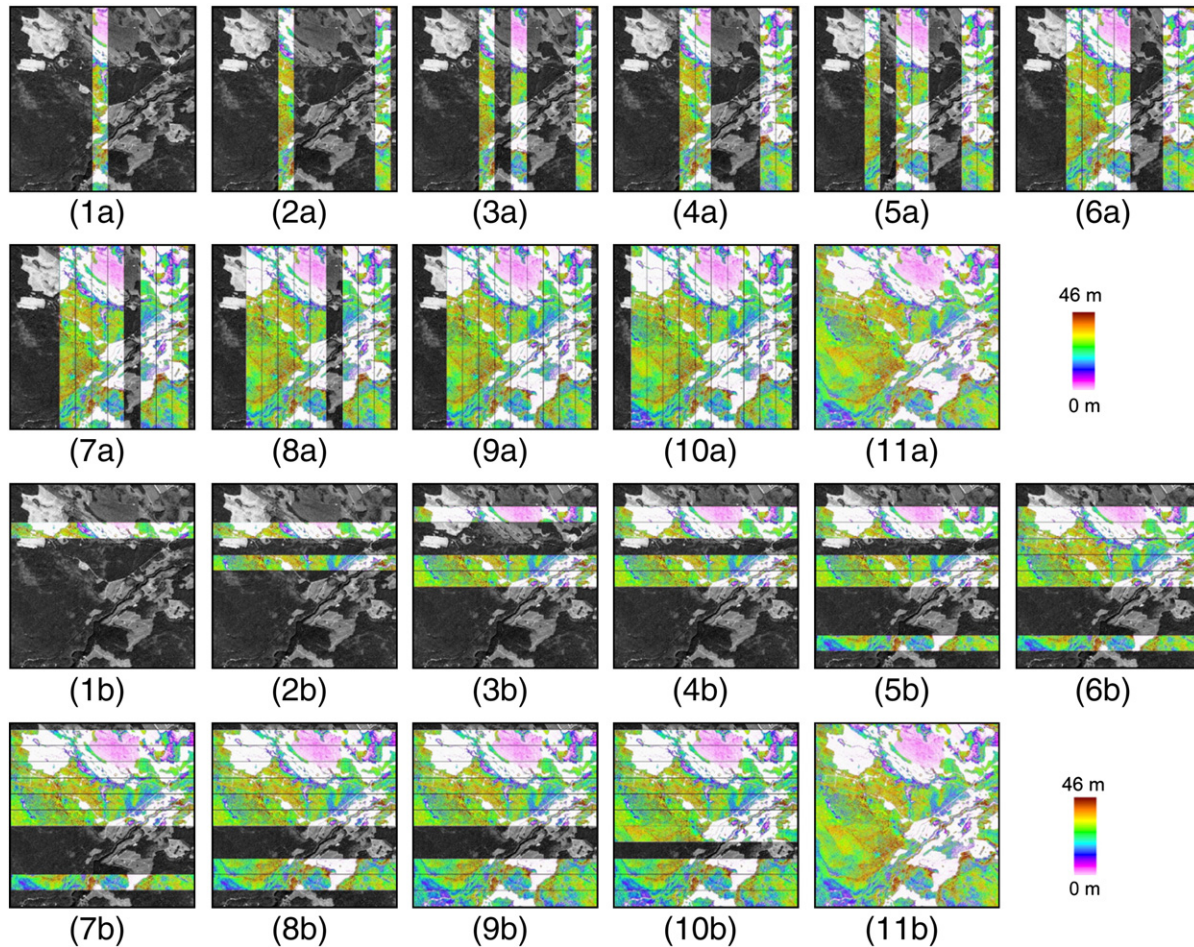 (1a) (2a) (3a) (4a) (5a) (6a)
46 m
0 m
(7a) (8a) (9a) (10a) (11a)
(1b) (2b) (3b) (4b) (5b) (6b)
46 m
0 m
(7b) (8b) (9b) (10b) (11b)